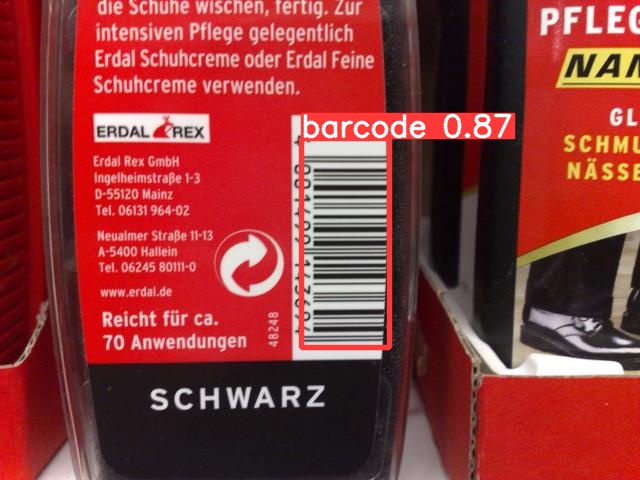 die Schuhe wischen, fertig. Zur
intensiven Pflege gelegentlich
Erdal Schuhcreme oder Erdal Feine
Schuhcreme verwenden.
ERDAL REX
Erdal Rex GmbH
Ingelheimstraße 1-3
D-55120 Mainz
Tel. 06131 964-02
Neualmer Straße 11-13
A-5400 Hallein
Tel. 06245 80111-0
www.erdal.de
Reicht für ca.
70 Anwendungen
48248
SCHWARZ
barcode 0.87
PFLEG
NAN
GL
SCHMU
NÄSSE